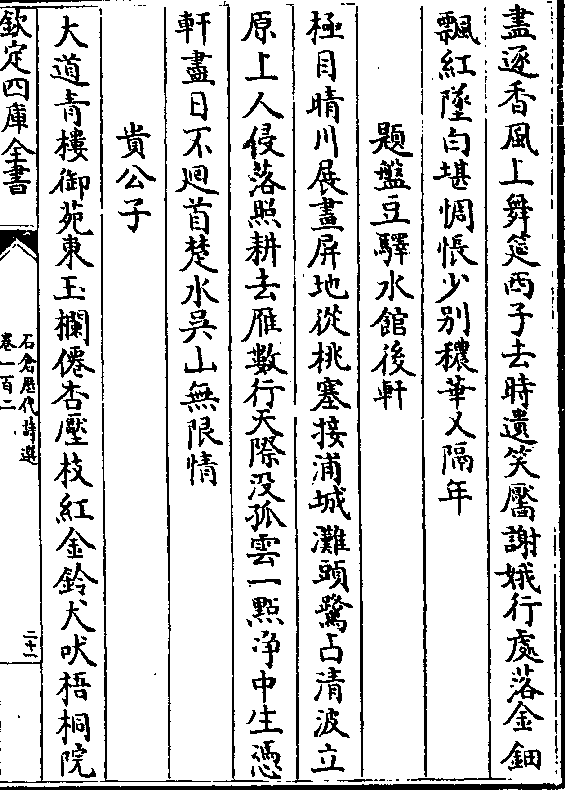 盡逐香風上舞筵西子去時遺笑靨謝娥行處落金鈿
飄紅墜白堪惆悵少別穠華又隔年
題盤豆驛水館後軒
極目晴川展畫屏地從桃塞接浦城灘頭鷺占清波立
原上人侵落照耕去雁數行天際没孤雲一點净中生憑
軒盡日不迴首楚水吳山無限情
貴公子
大道青樓御苑東玉欄僊杏壓枝紅金鈴犬吠梧桐院
欽定四庫全書
石倉歷代詩選
卷一百二
二十一